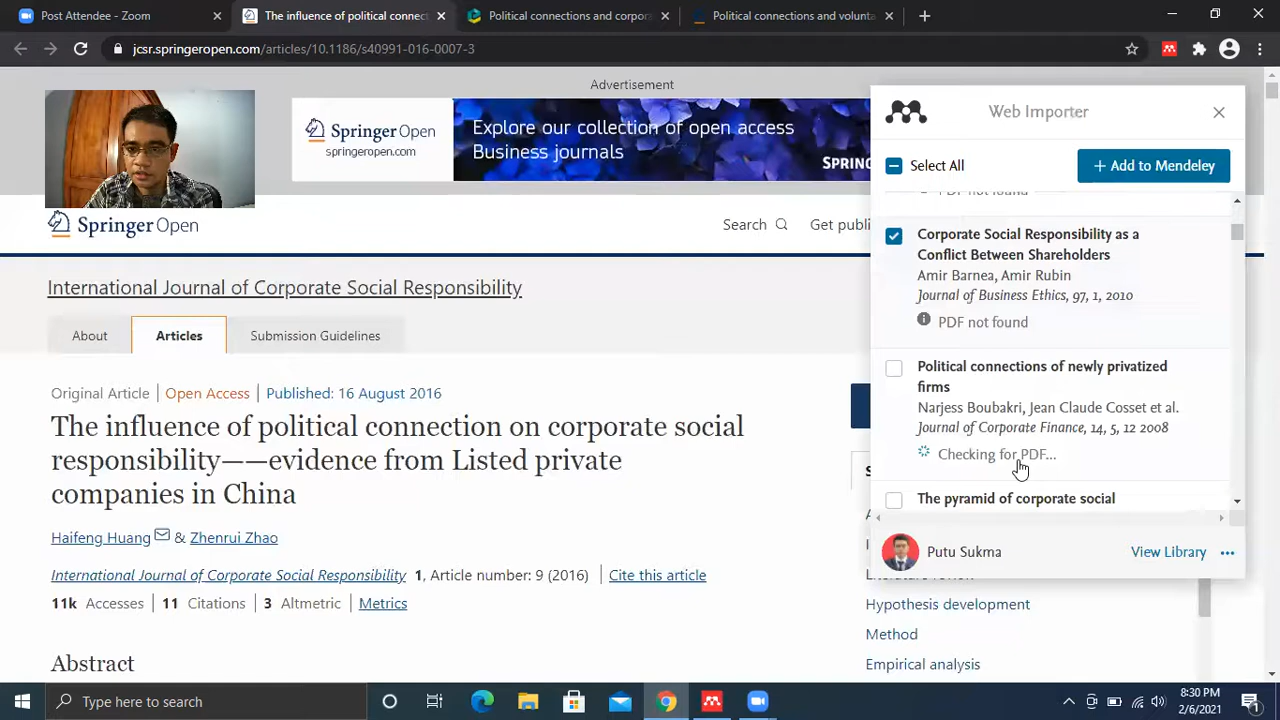 Post Attendee - Zoom
The influence of political connect
Political connections and corpora
Political connections and volunta
jcsr.springeropen.com/articles/10.1186/s40991-016-0007-3
Advertisement
Springer Open
springeropen.com
Explore our collection of open access
Business journals
Springer Open
Search
Get publi
International Journal of Corporate Social Responsibility
About
Articles
Submission Guidelines
Original Article | Open Access | Published: 16 August 2016
The influence of political connection on corporate social
responsibility——evidence from Listed private
companies in China
Haifeng Huang & Zhenrui Zhao
International Journal of Corporate Social Responsibility 1, Article number: 9 (2016) | Cite this article
11k Accesses | 11 Citations | 3 Altmetric | Metrics
Abstract
Web Importer
Select All
+ Add to Mendeley
PDF not found
Corporate Social Responsibility as a
Conflict Between Shareholders
Amir Barnea, Amir Rubin
Journal of Business Ethics, 97, 1, 2010
PDF not found
Political connections of newly privatized
firms
Narjess Boubakri, Jean Claude Cosset et al.
Journal of Corporate Finance, 14, 5, 12 2008
Checking for PDF...
The pyramid of corporate social
Putu Sukma
View Library
Hypothesis development
Method
Empirical analysis
Type here to search
8:30 PM
2/6/2021
1